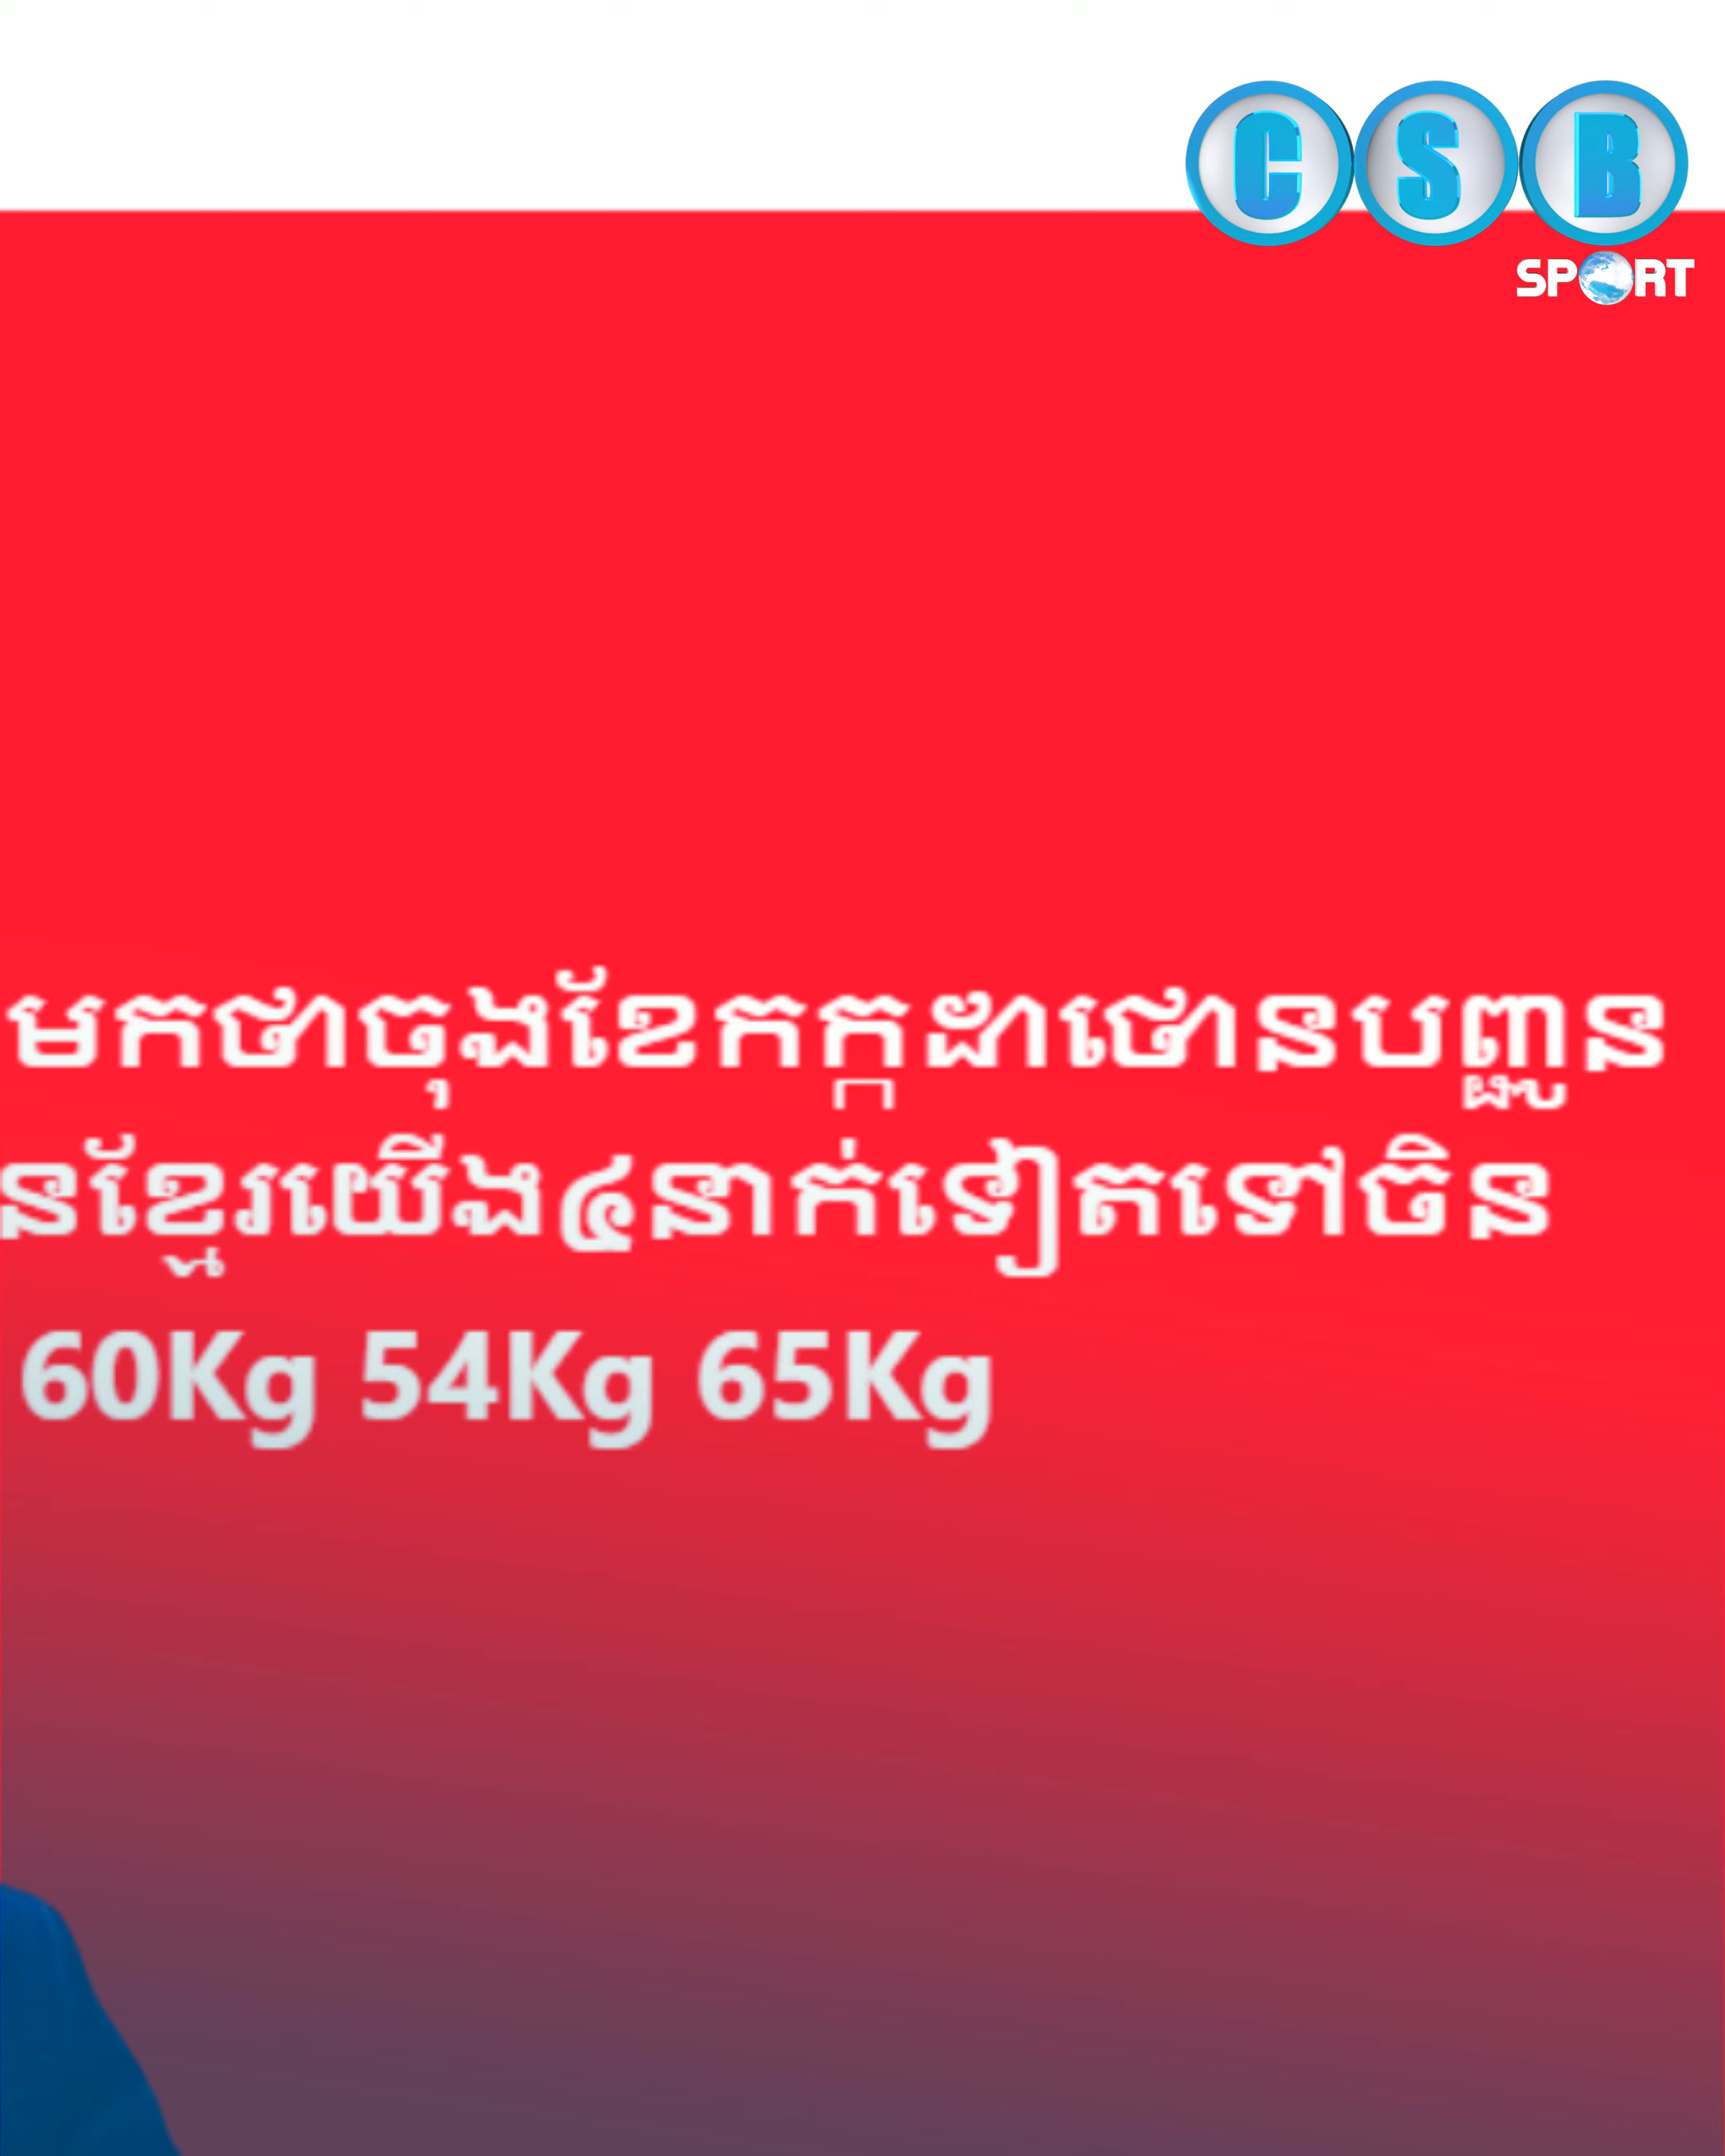 CSB
SPORT
មកថាចុងខែកក្កដាថោនបញ្ជូន
នខ្មែរយើង៤នាក់ទៀតទៅចិន
60Kg 54Kg 65Kg